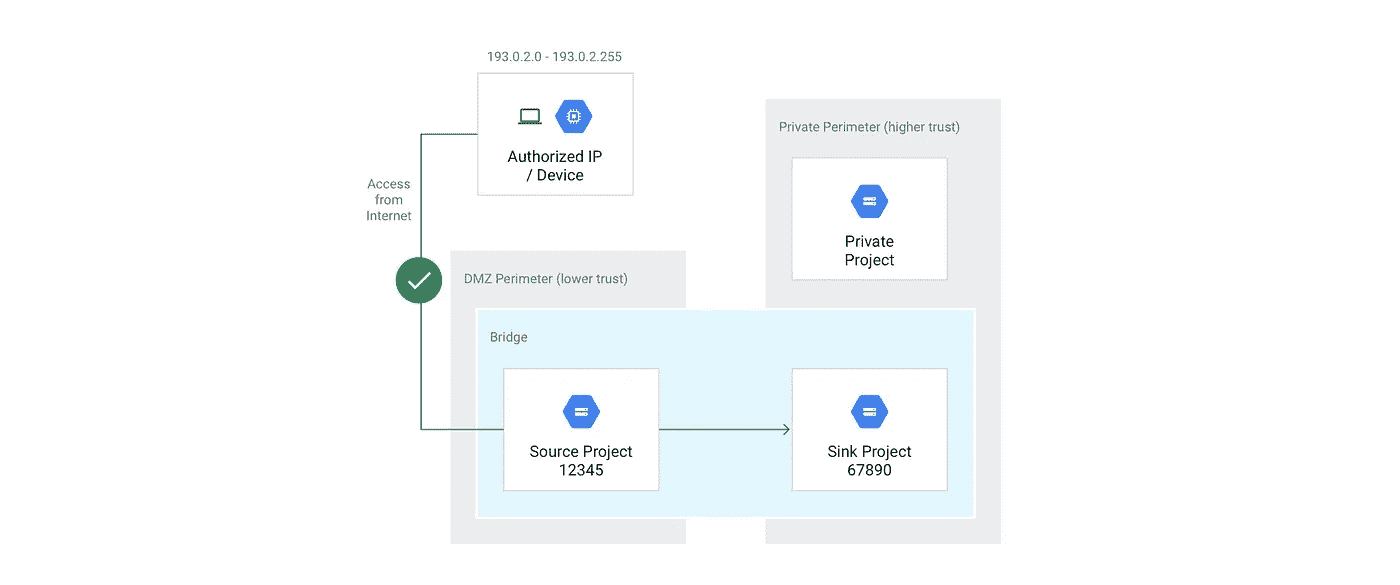 193.0.2.0 - 193.0.2.255
Authorized IP
/ Device
Access
from
Internet
Private Perimeter (higher trust)
Private
Project
DMZ Perimeter (lower trust)
Bridge
Source Project
12345
Sink Project
67890